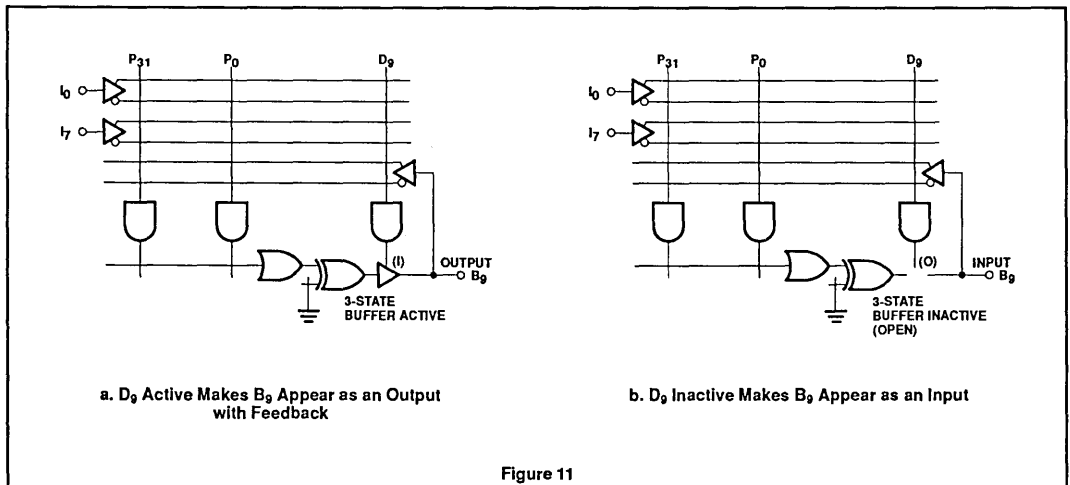 P31 P0 D9
I0
I7
(I) OUTPUT
B9
3-STATE
BUFFER ACTIVE
a. D9 Active Makes B9 Appear as an Output
with Feedback
P31 P0 D9
I0
I7
(O) INPUT
B9
3-STATE
BUFFER INACTIVE
(OPEN)
b. D9 Inactive Makes B9 Appear as an Input
Figure 11